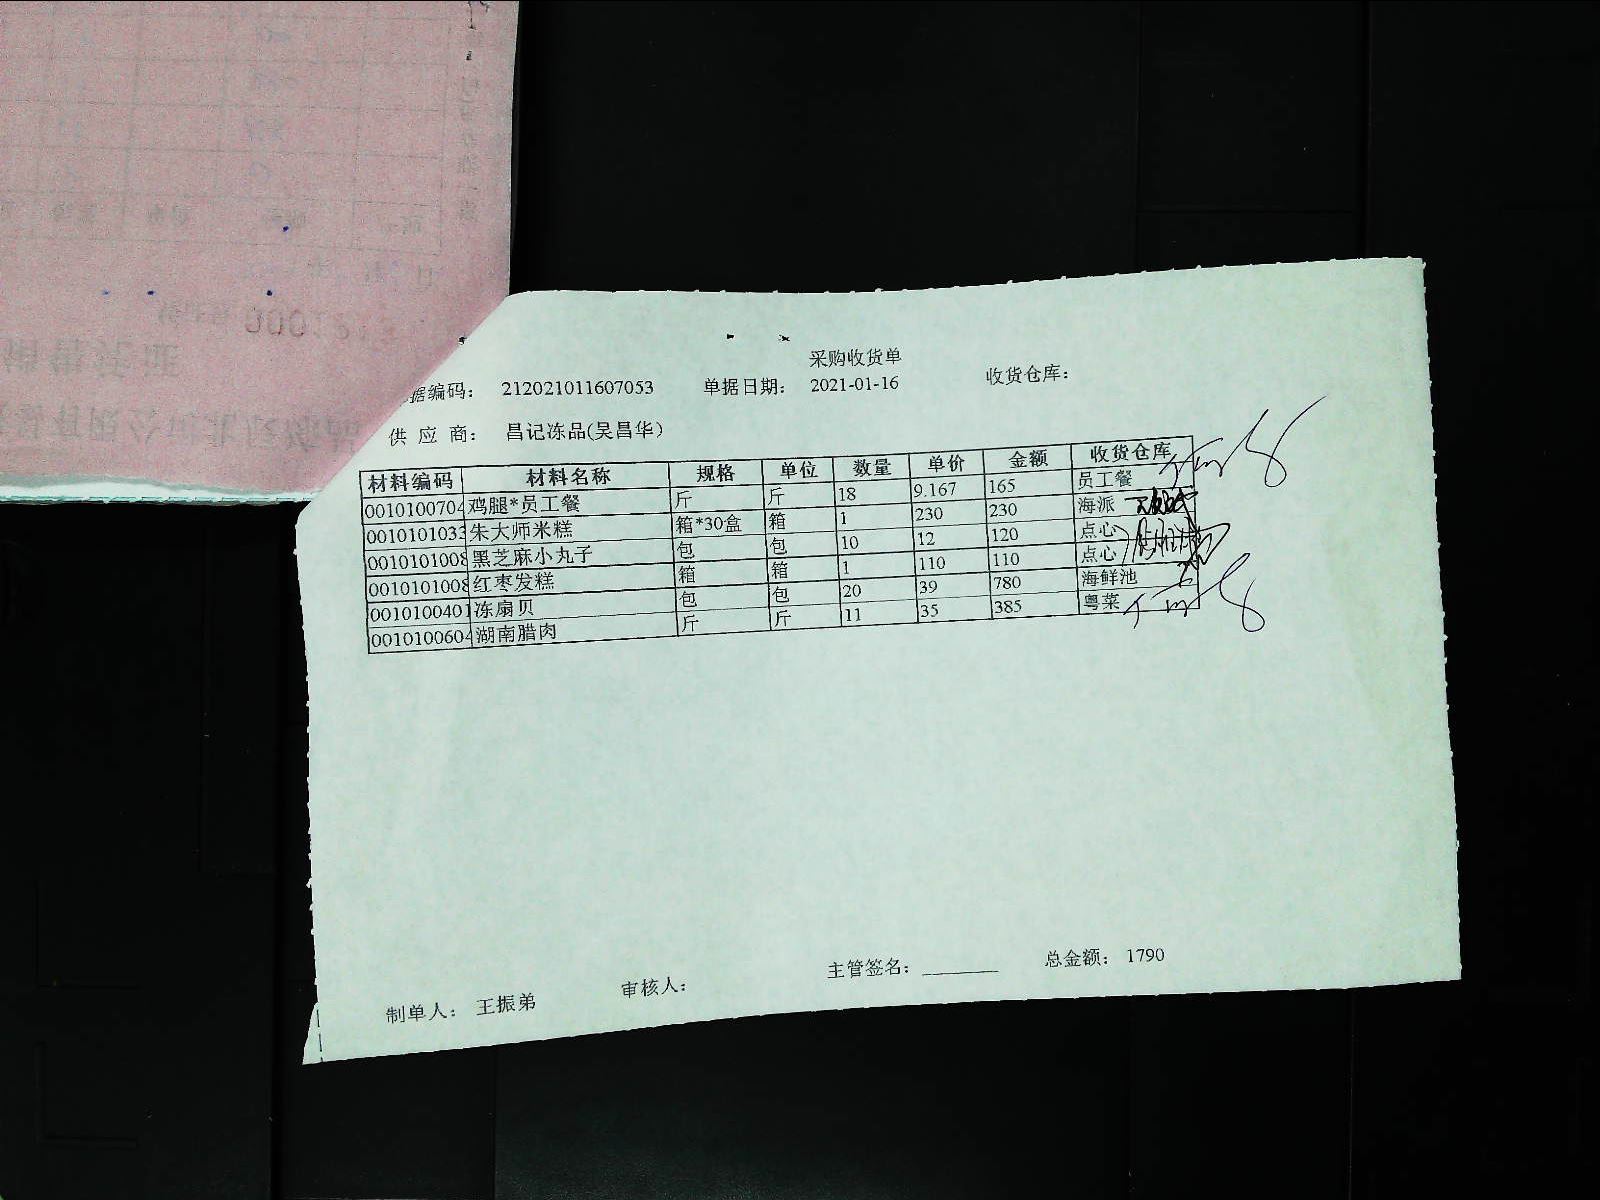 采购收货单
据编码: 212021011607053 单据日期: 2021-01-16 收货仓库:
供 应 商: 昌记冻品(吴昌华)
材料编码 材料名称 规格 单位 数量 单价 金额 收货仓库
0010100704 鸡腿*员工餐 斤 斤 18 9.167 165 员工餐
0010101033 朱大师米糕 箱*30盒 箱 1 230 230 海派
0010101008 黑芝麻小丸子 包 包 10 12 120 点心
0010101008 红枣发糕 箱 箱 1 110 110 点心
0010100401 冻扇贝 包 包 20 39 780 海鲜池
0010100604 湖南腊肉 斤 斤 11 35 385 粤菜
制单人: 王振弟 审核人: 主管签名: 总金额: 1790